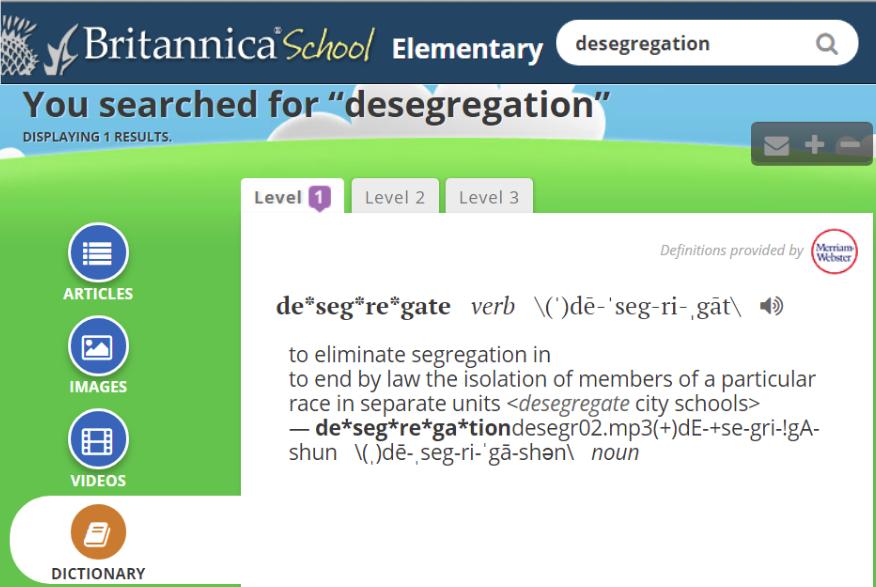 Britannica® School Elementary desegregation
You searched for “desegregation”
DISPLAYING 1 RESULTS.
Level 1 Level 2 Level 3
Definitions provided by Merriam-Webster
ARTICLES
IMAGES
VIDEOS
DICTIONARY
de*seg*re*gate verb \(ˈ)dē-ˈseg-ri-ˌgāt\
to eliminate segregation in
to end by law the isolation of members of a particular
race in separate units <desegregate city schools>
— de*seg*re*ga*tiondesegr02.mp3(+)dE-+se-gri-!gA-
shun \(ˌ)dē-ˌseg-ri-ˈgā-shən\ noun